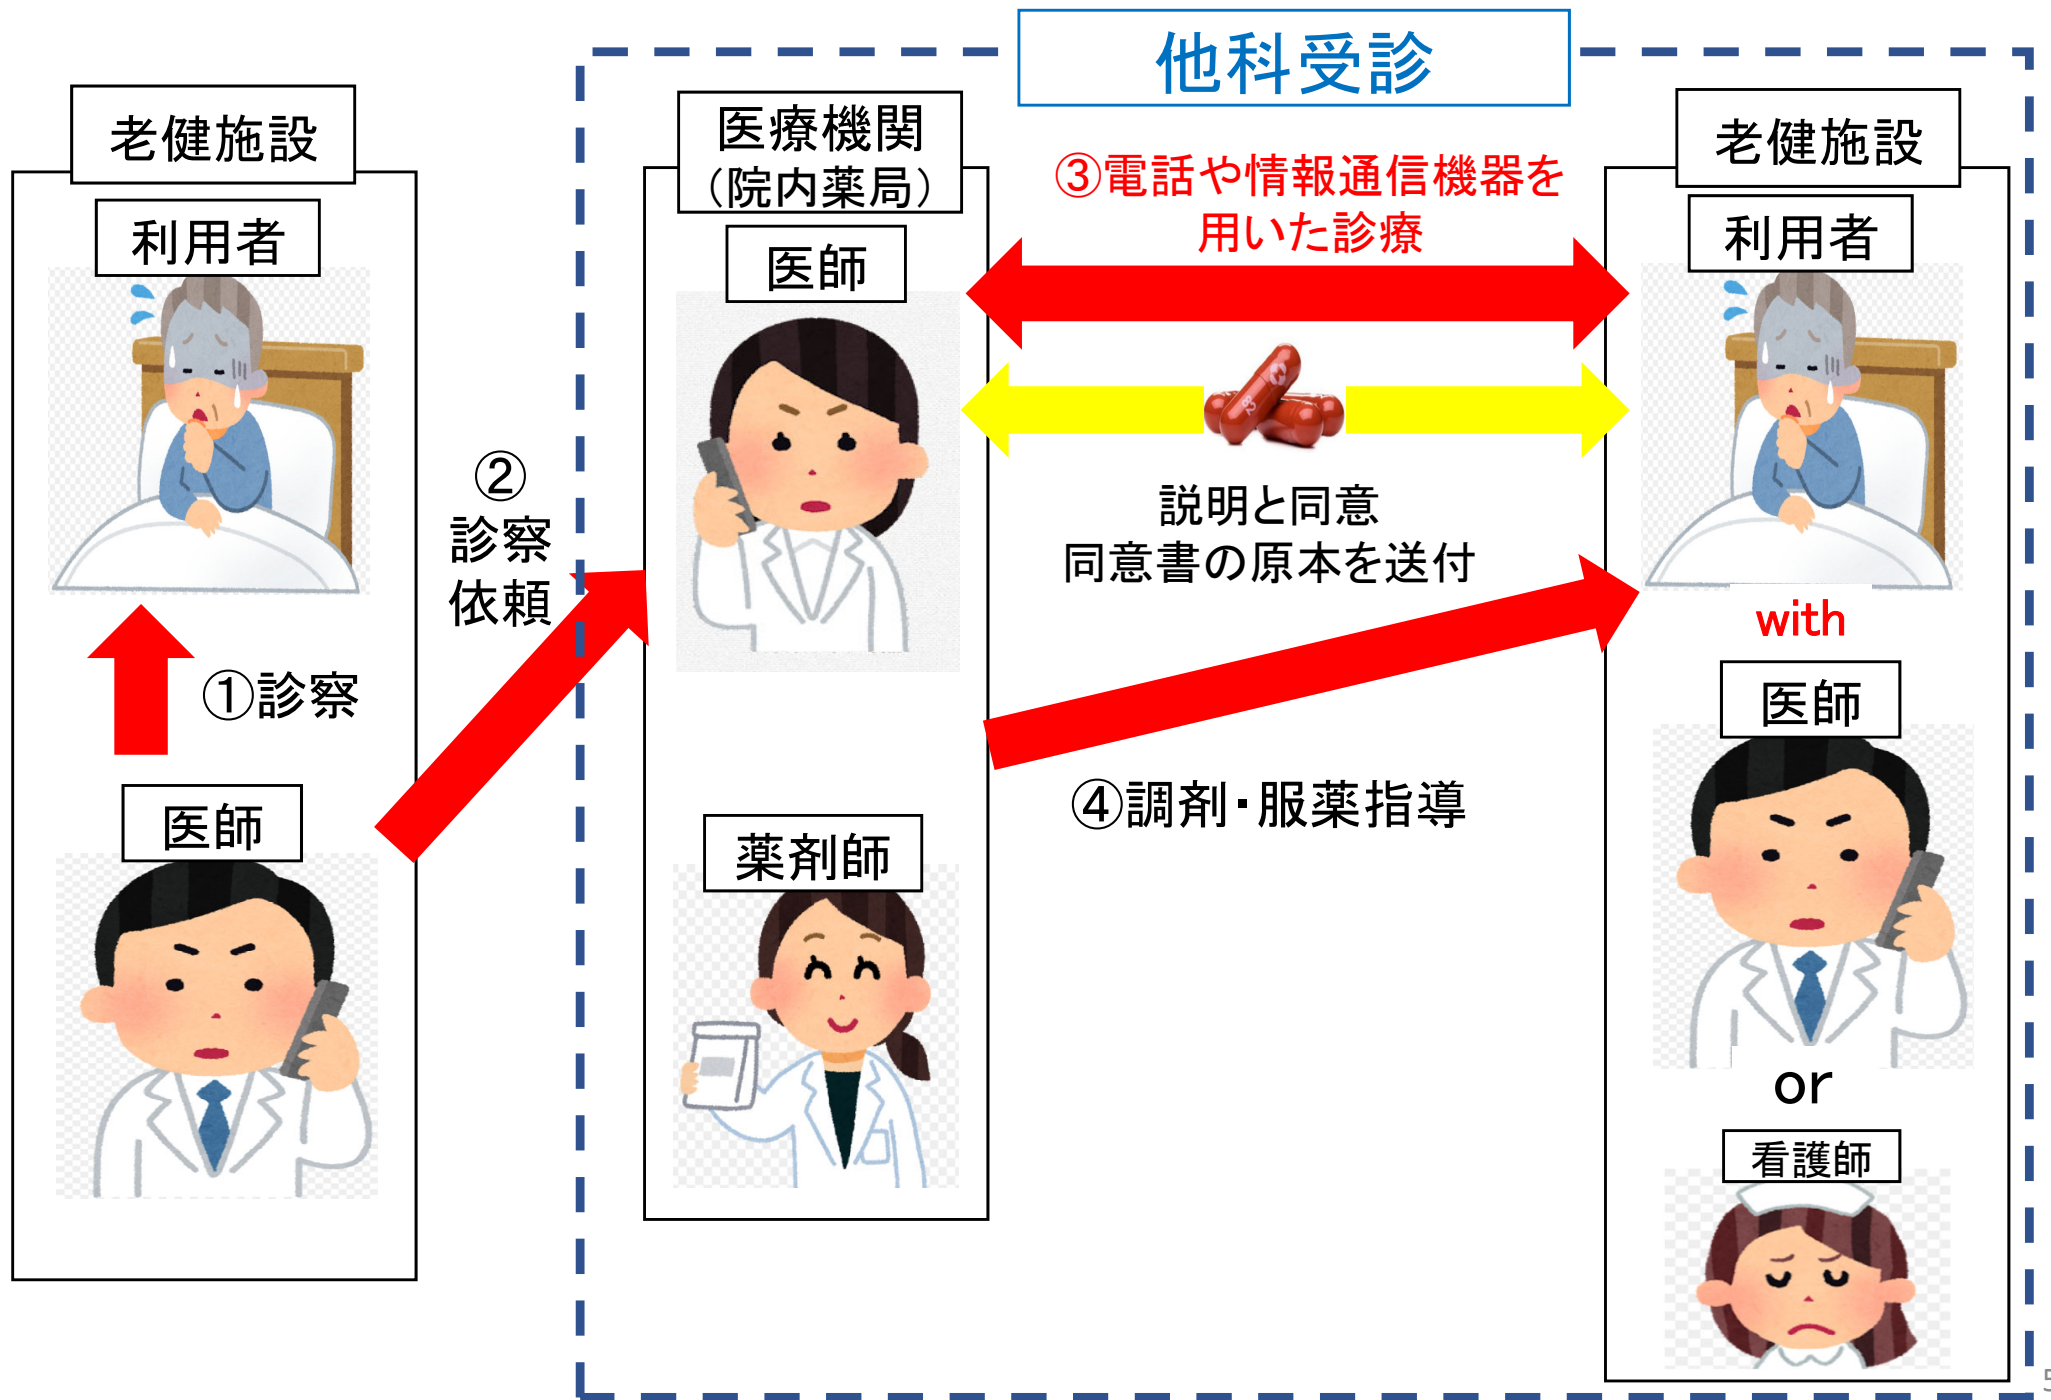 他科受診
老健施設
利用者
①診察
医師
②
診察
依頼
医療機関
（院内薬局）
医師
薬剤師
③電話や情報通信機器を
用いた診療
82
説明と同意
同意書の原本を送付
④調剤・服薬指導
老健施設
利用者
with
医師
or
看護師